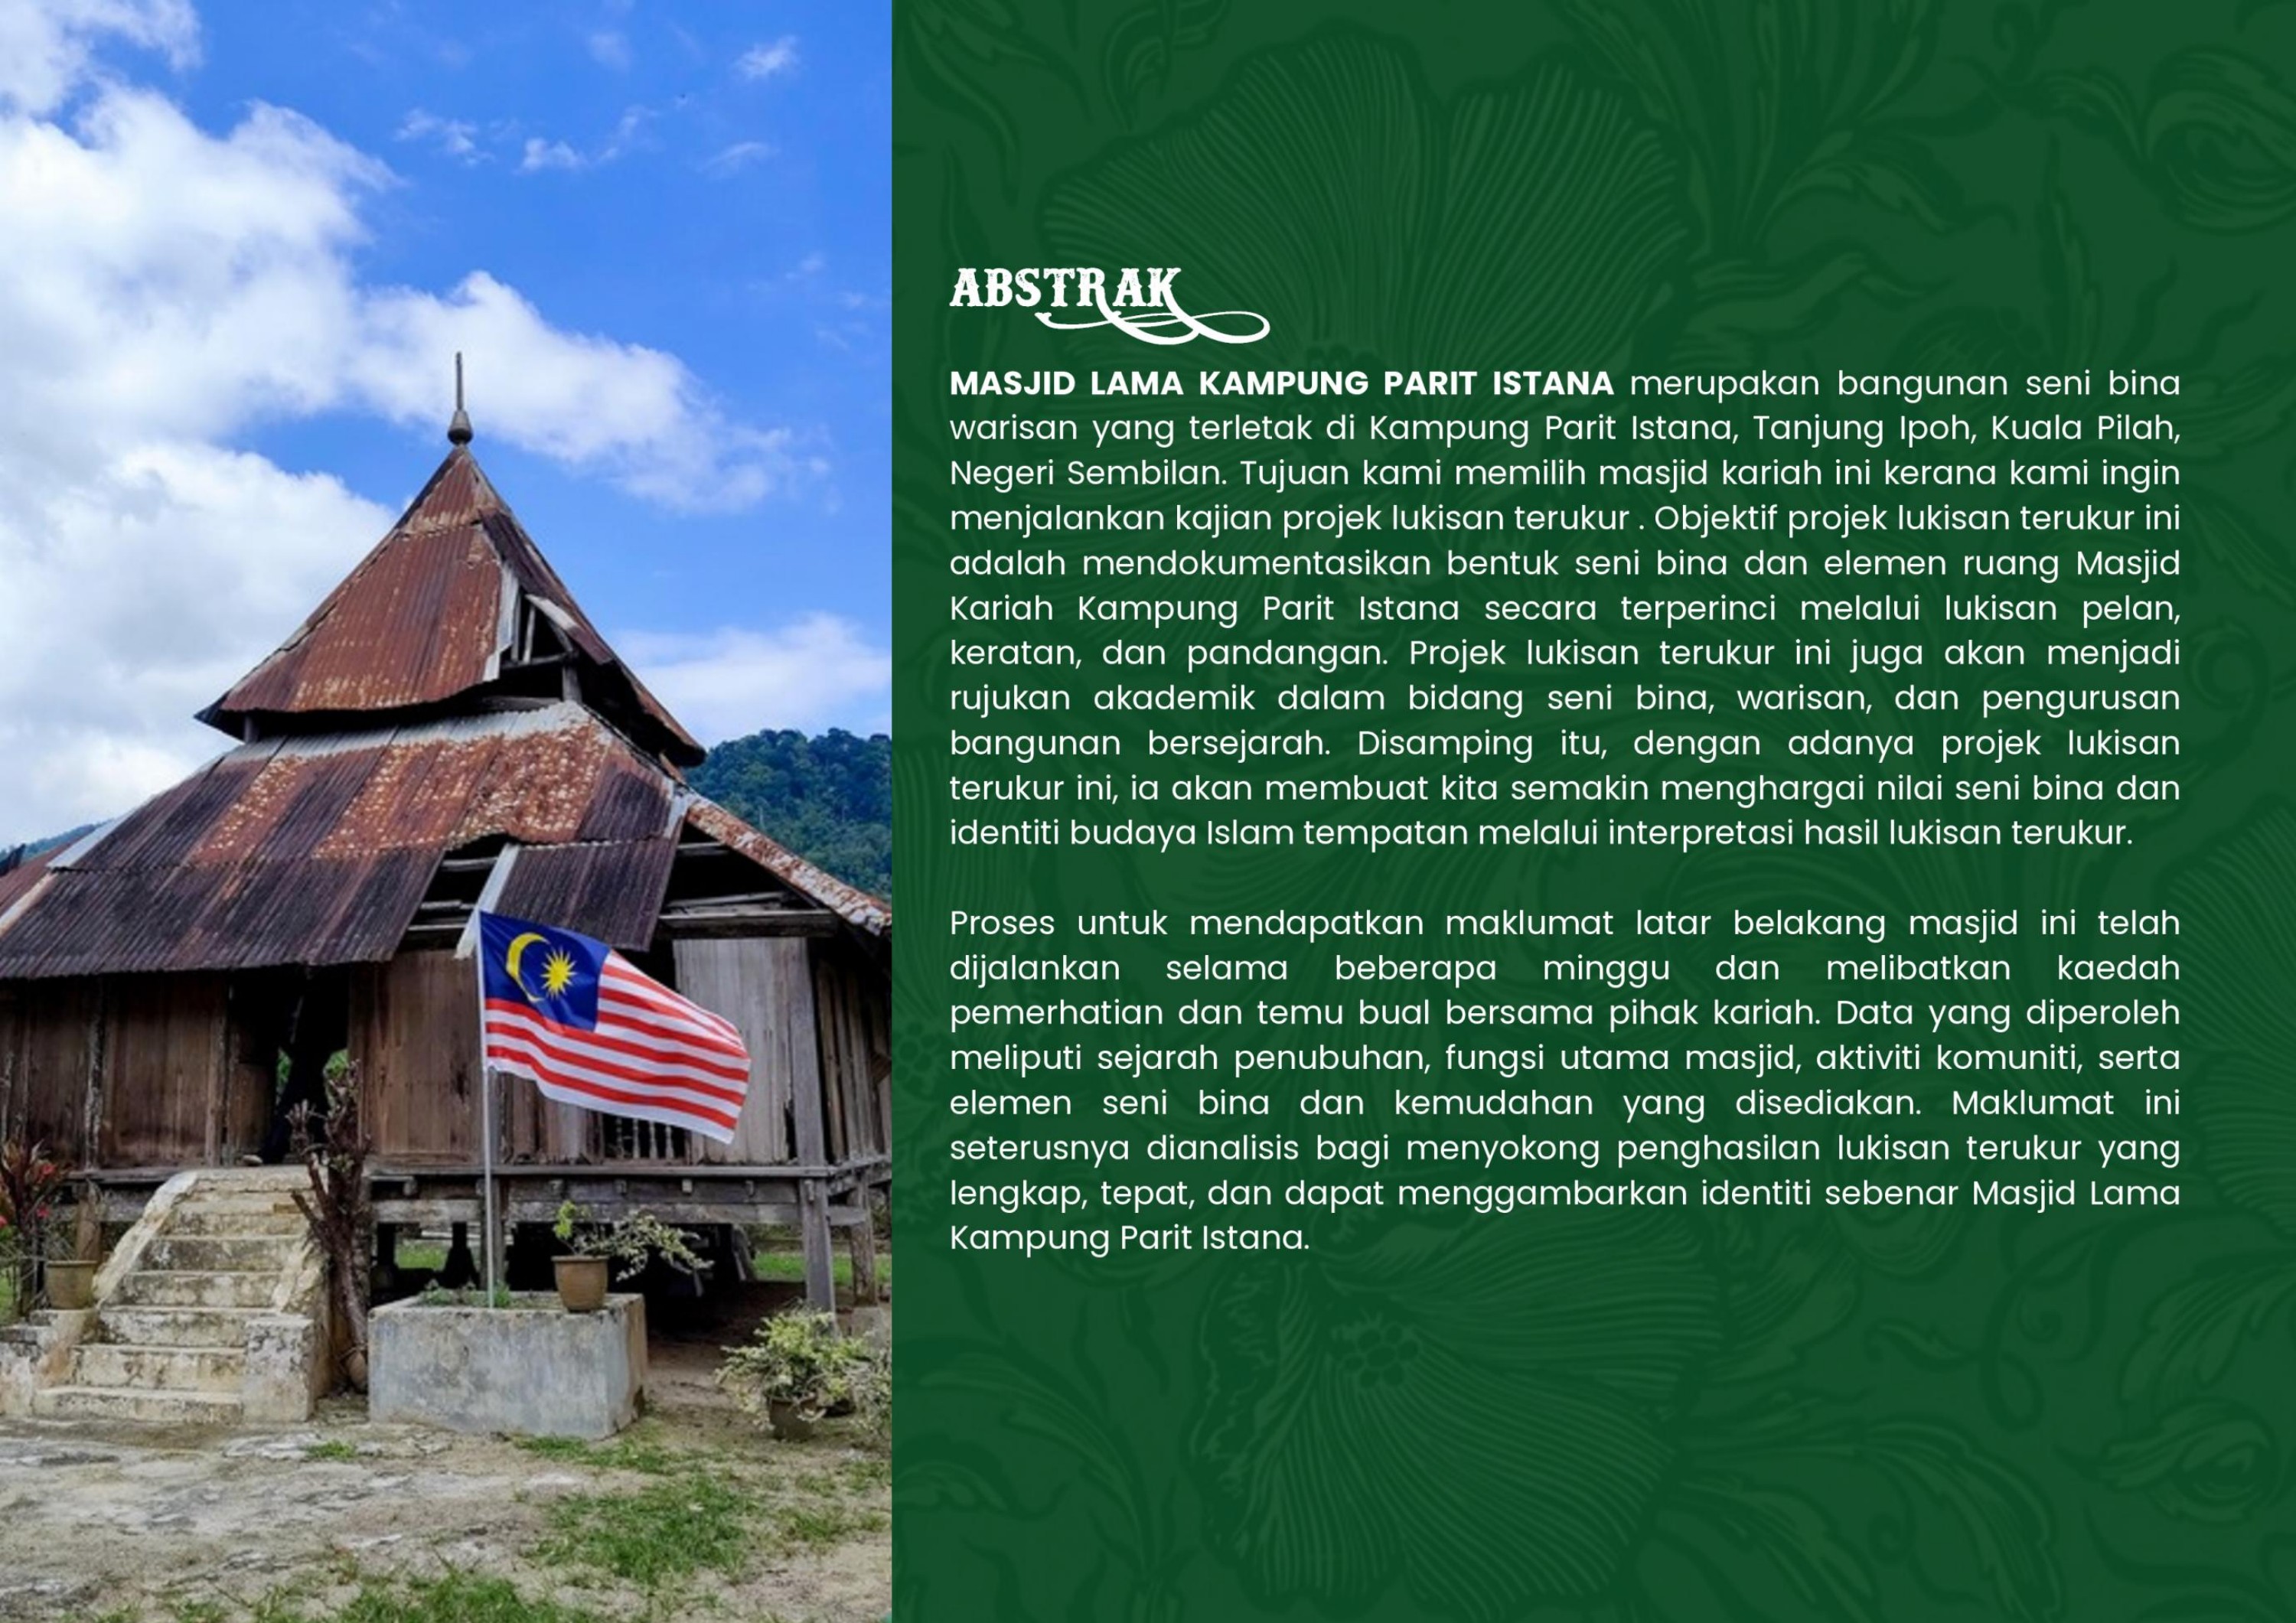 ABSTRAK
MASJID LAMA KAMPUNG PARIT ISTANA merupakan bangunan seni bina
warisan yang terletak di Kampung Parit Istana, Tanjung Ipoh, Kuala Pilah,
Negeri Sembilan. Tujuan kami memilih masjid kariah ini kerana kami ingin
menjalankan kajian projek lukisan terukur . Objektif projek lukisan terukur ini
adalah mendokumentasikan bentuk seni bina dan elemen ruang Masjid
Kariah Kampung Parit Istana secara terperinci melalui lukisan pelan,
keratan, dan pandangan. Projek lukisan terukur ini juga akan menjadi
rujukan akademik dalam bidang seni bina, warisan, dan pengurusan
bangunan bersejarah. Disamping itu, dengan adanya projek lukisan
terukur ini, ia akan membuat kita semakin menghargai nilai seni bina dan
identiti budaya Islam tempatan melalui interpretasi hasil lukisan terukur.
Proses untuk mendapatkan maklumat latar belakang masjid ini telah
dijalankan selama beberapa minggu dan melibatkan kaedah
pemerhatian dan temu bual bersama pihak kariah. Data yang diperoleh
meliputi sejarah penubuhan, fungsi utama masjid, aktiviti komuniti, serta
elemen seni bina dan kemudahan yang disediakan. Maklumat ini
seterusnya dianalisis bagi menyokong penghasilan lukisan terukur yang
lengkap, tepat, dan dapat menggambarkan identiti sebenar Masjid Lama
Kampung Parit Istana.